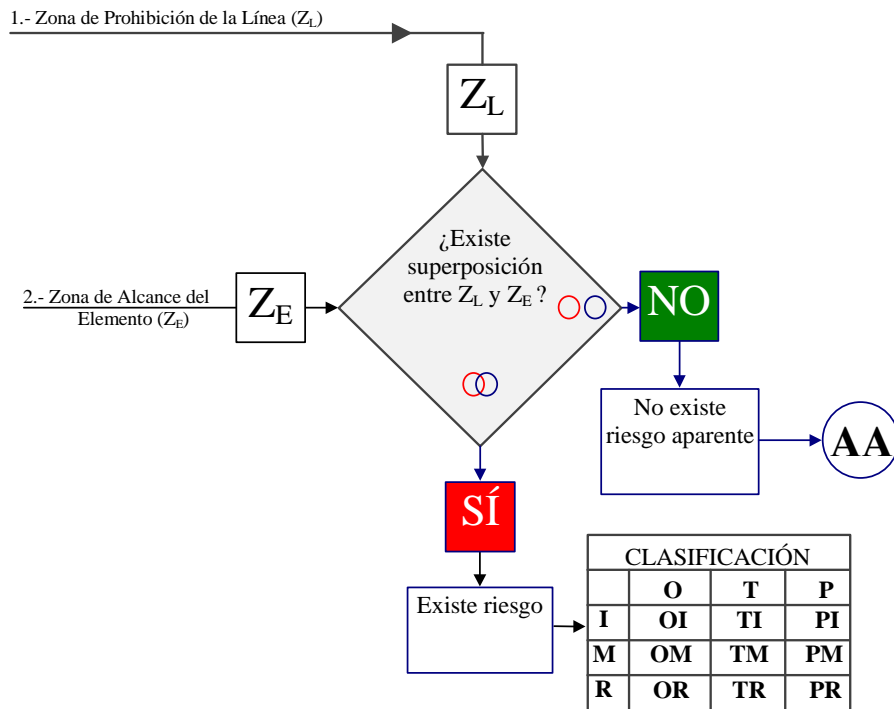 1.- Zona de Prohibición de la Línea (ZL)
ZL
¿Existe
superposición
entre ZL y ZE ?
2.- Zona de Alcance del
Elemento (ZE)
ZE
NO
No existe
riesgo aparente
AA
SÍ
Existe riesgo
CLASIFICACIÓN
O T P
I OI TI PI
M OM TM PM
R OR TR PR